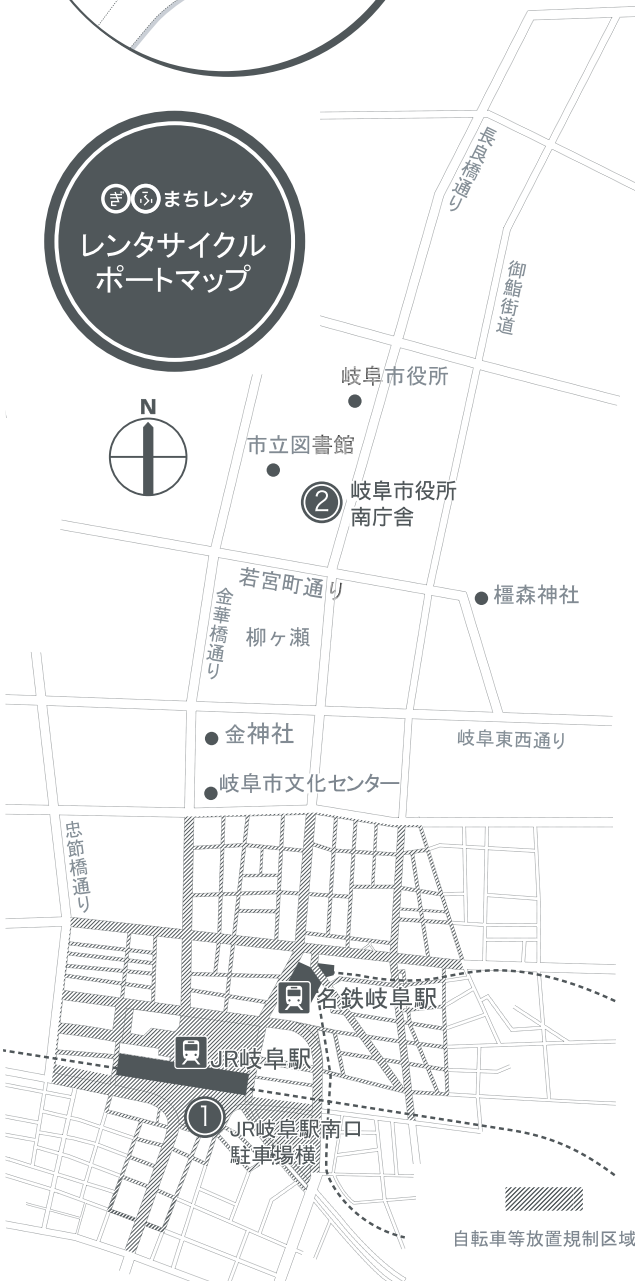 ぎふまちレンタ
レンタサイクル
ポートマップ
長良橋通り
御鮨街道
岐阜市役所
N
市立図書館
2
岐阜市役所
南庁舎
若宮町通り
橿森神社
金華橋通り
柳ヶ瀬
金神社
岐阜東西通り
岐阜市文化センター
忠節橋通り
名鉄岐阜駅
JR岐阜駅
1
JR岐阜駅南口
駐車場横
自転車等放置規制区域